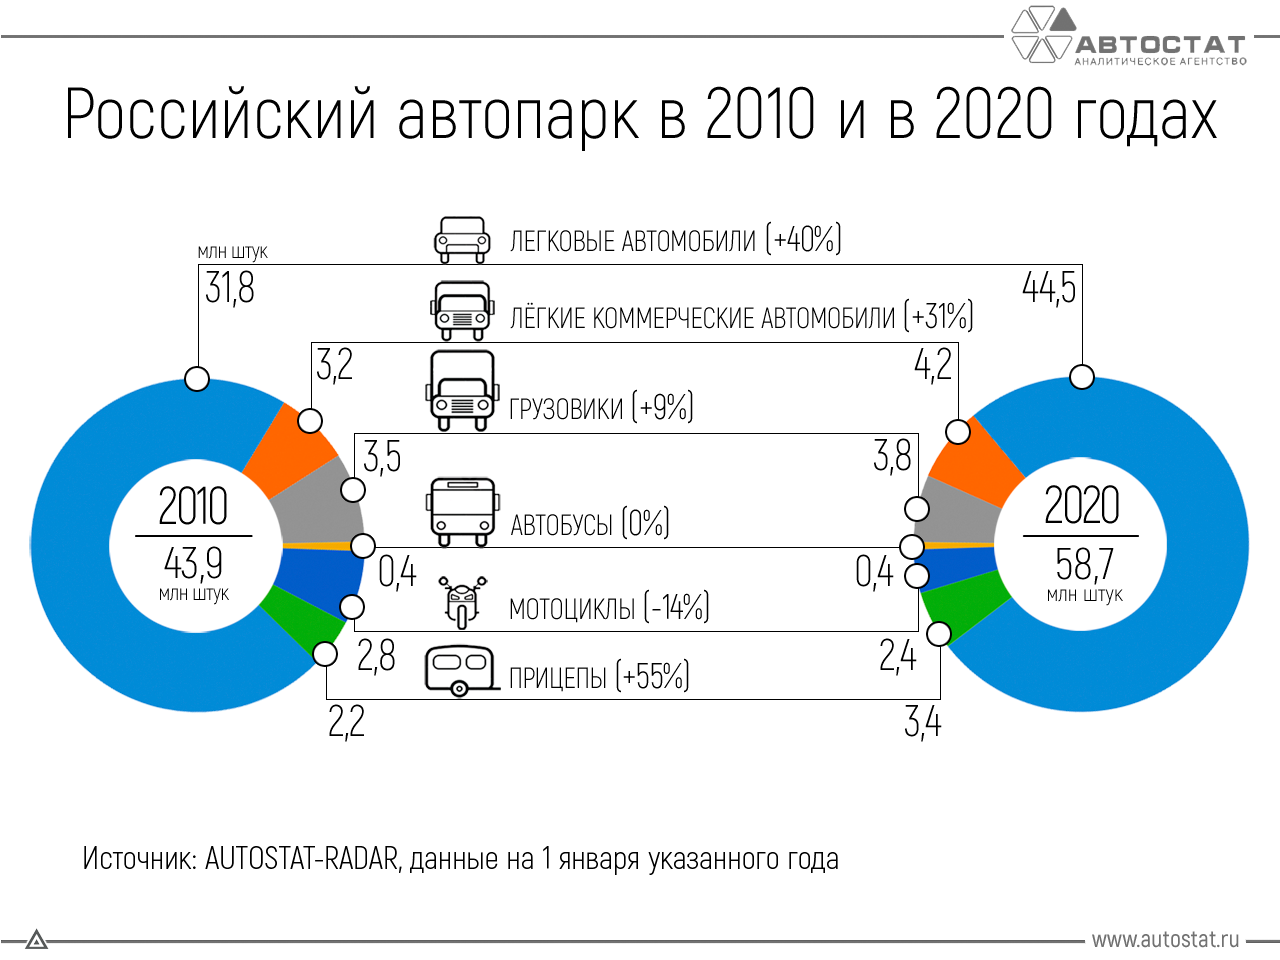 АВТОСТАТ
АНАЛИТИЧЕСКОЕ АГЕНТСТВО
Российский автопарк в 2010 и в 2020 годах
ЛЕГКОВЫЕ АВТОМОБИЛИ (+40%)
млн штук
31,8
44,5
ЛЁГКИЕ КОММЕРЧЕСКИЕ АВТОМОБИЛИ (+31%)
3,2
4,2
ГРУЗОВИКИ (+9%)
3,5
3,8
2010
43,9
млн штук
АВТОБУСЫ (0%)
0,4
0,4
2020
58,7
млн штук
МОТОЦИКЛЫ (-14%)
2,8
2,4
ПРИЦЕПЫ (+55%)
2,2
3,4
Источник: AUTOSTAT-RADAR, данные на 1 января указанного года
www.autostat.ru